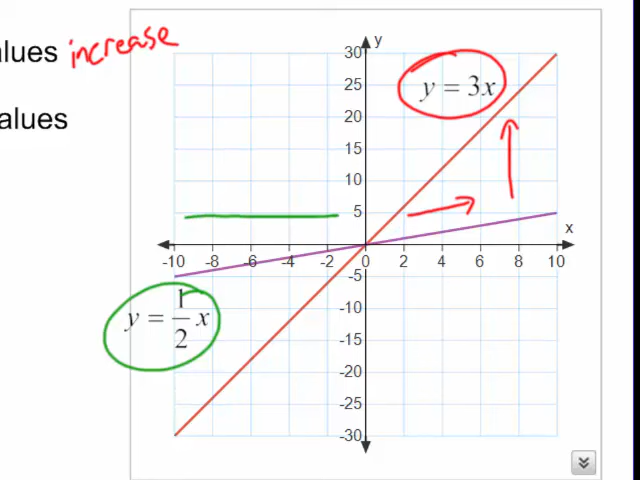 alues increase
alues
y
30
25
20
15
10
5
-5
-10
-15
-20
-25
-30
x
-10 -8 -6 -4 -2 0 2 4 6 8 10
y = 3x
y = 1/2 x